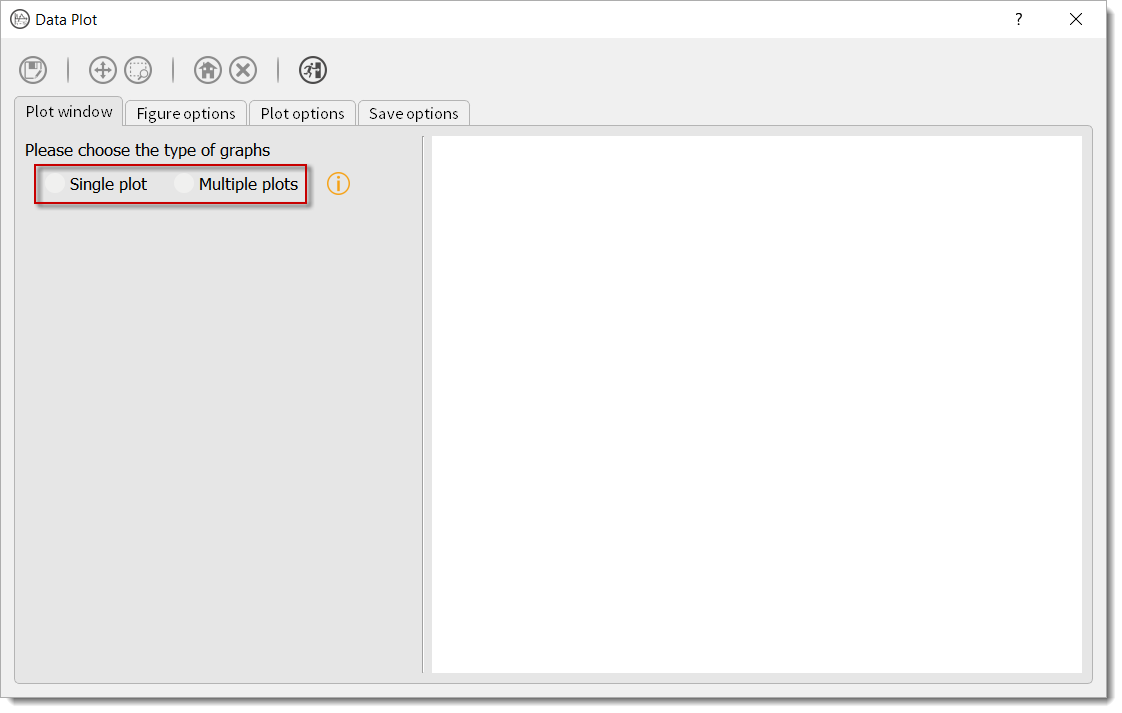 Data Plot
?
Plot window Figure options Plot options Save options
Please choose the type of graphs
Single plot Multiple plots